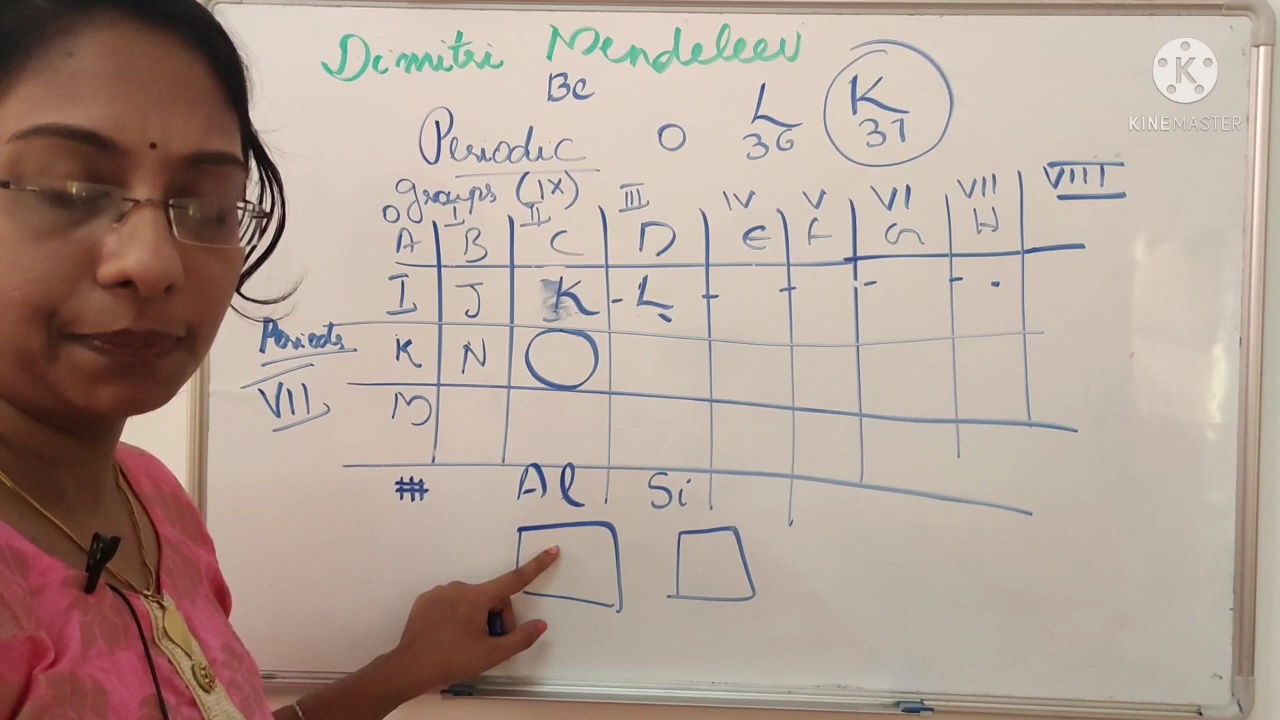 Dimitri Mendeleev
Be
Periodic O L K
36 37
Groups (IX)
O I II III IV V VI VII VIII
A B C D E F G H
I J K - L - - - - .
Periods
K N
VII M
Al Si
K
KINEMASTER